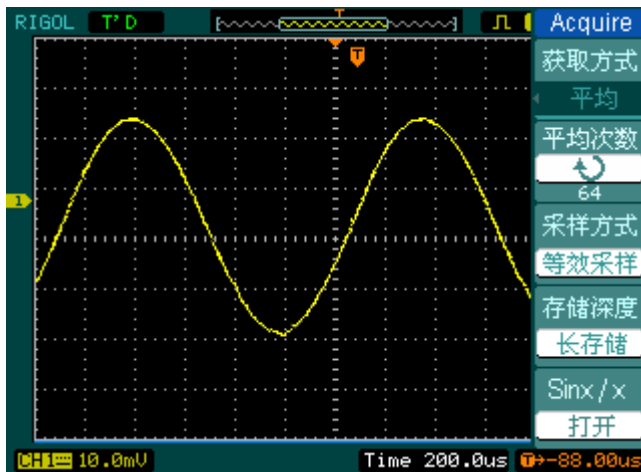 RIGOL T'D Acquire
获取方式
平均
平均次数
64
采样方式
等效采样
存储深度
长存储
Sinx/x
打开
T
T
1
CH1 10.0mV Time 200.0us T→-88.00us